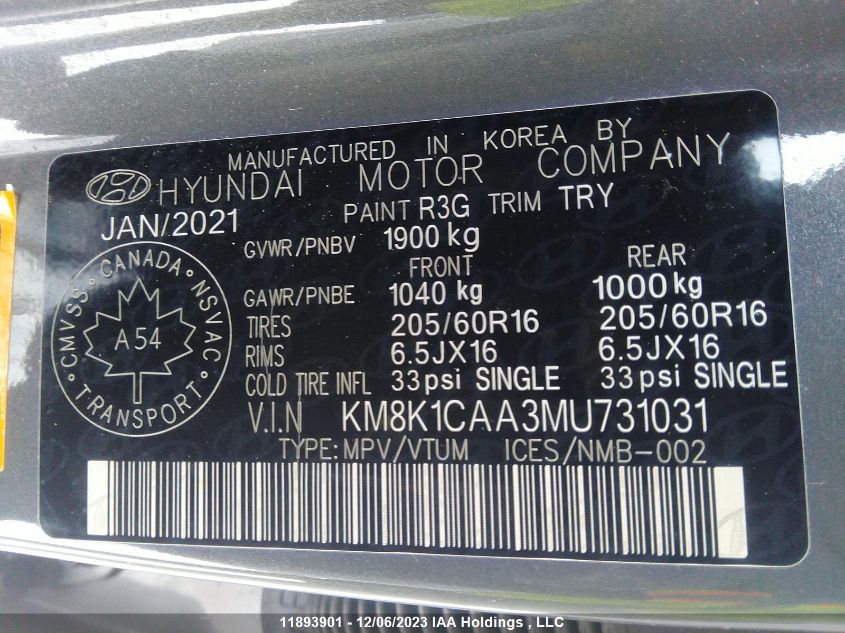 MANUFACTURED IN KOREA BY
HYUNDAI MOTOR COMPANY
JAN/2021 PAINT R3G TRIM TRY
GVWR/PNBV 1900 kg
FRONT REAR
GAWR/PNBE 1040 kg 1000 kg
TIRES 205/60R16 205/60R16
RIMS 6.5JX16 6.5JX16
COLD TIRE INFL 33psi SINGLE 33psi SINGLE
V.I.N KM8K1CAA3MU731031
TYPE:MPV/VTUM ICES/NMB-002
CANADA
CMVSS NSVAC
A 54
TRANSPORT
11893901 - 12/06/2023 IAA Holdings, LLC